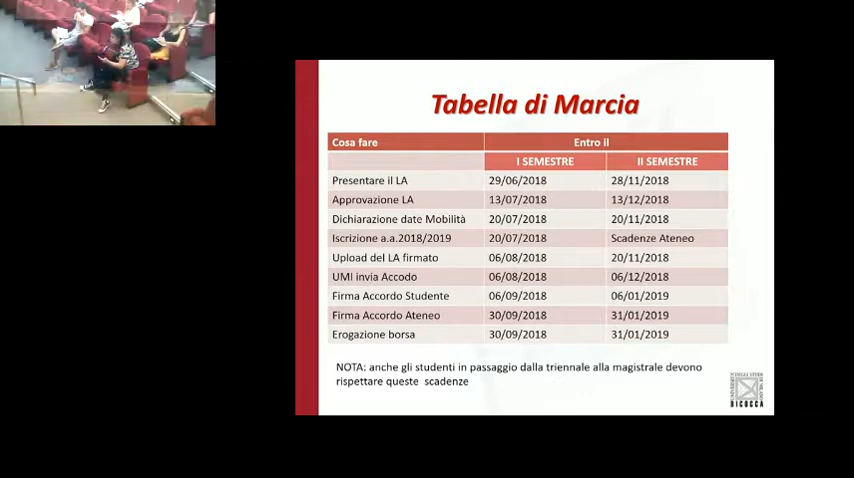 Tabella di Marcia
Cosa fare Entro il
I SEMESTRE II SEMESTRE
Presentare il LA 29/06/2018 28/11/2018
Approvazione LA 13/07/2018 13/12/2018
Dichiarazione date Mobilità 20/07/2018 20/11/2018
Iscrizione a.a.2018/2019 20/07/2018 Scadenze Ateneo
Upload del LA firmato 06/08/2018 20/11/2018
UMI invia Accodo 06/08/2018 06/12/2018
Firma Accordo Studente 06/09/2018 06/01/2019
Firma Accordo Ateneo 30/09/2018 31/01/2019
Erogazione borsa 30/09/2018 31/01/2019
NOTA: anche gli studenti in passaggio dalla triennale alla magistrale devono
rispettare queste scadenze
BICOCCA